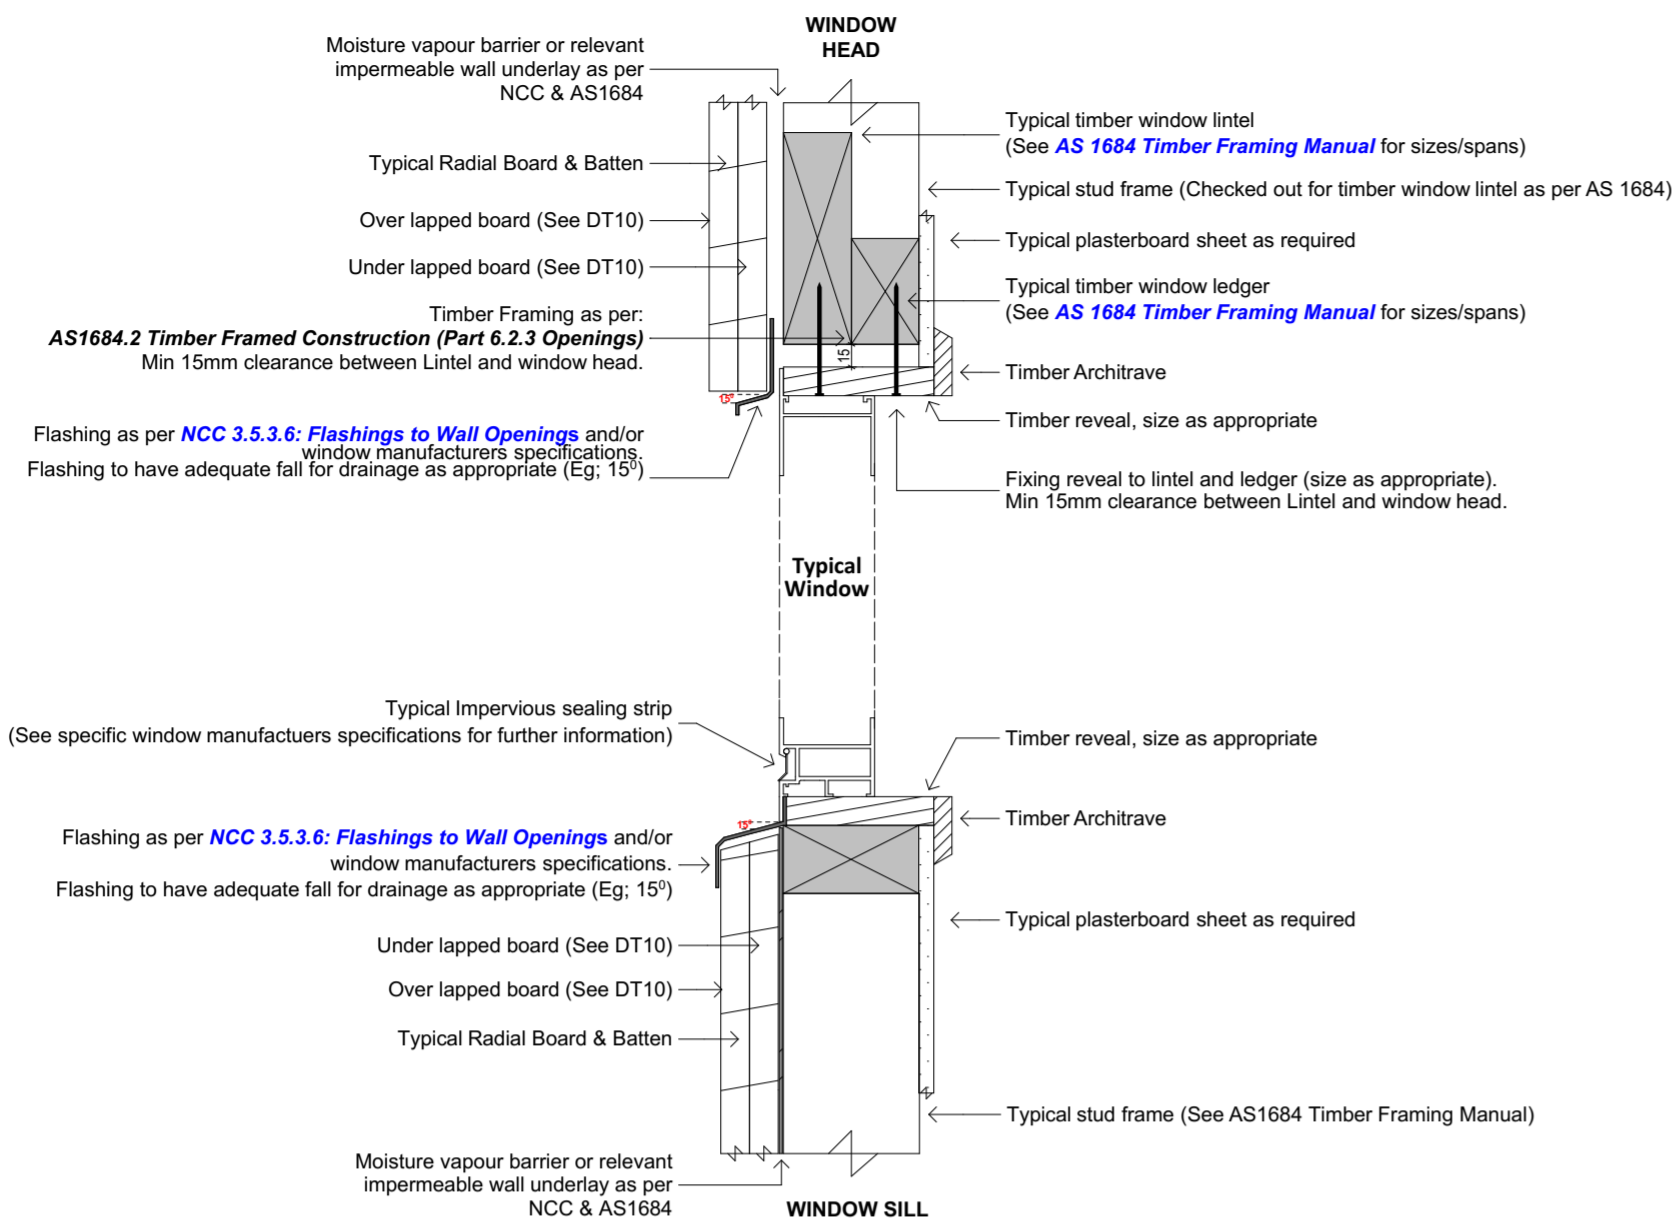 WINDOW
HEAD
Moisture vapour barrier or relevant
impermeable wall underlay as per
NCC & AS1684
Typical Radial Board & Batten
Over lapped board (See DT10)
Under lapped board (See DT10)
Timber Framing as per:
AS1684.2 Timber Framed Construction (Part 6.2.3 Openings)
Min 15mm clearance between Lintel and window head.
15°
15
Flashing as per NCC 3.5.3.6: Flashings to Wall Openings and/or
window manufacturers specifications.
Flashing to have adequate fall for drainage as appropriate (Eg; 15⁰)
Typical timber window lintel
(See AS 1684 Timber Framing Manual for sizes/spans)
Typical stud frame (Checked out for timber window lintel as per AS 1684)
Typical plasterboard sheet as required
Typical timber window ledger
(See AS 1684 Timber Framing Manual for sizes/spans)
Timber Architrave
Timber reveal, size as appropriate
Fixing reveal to lintel and ledger (size as appropriate).
Min 15mm clearance between Lintel and window head.
Typical
Window
Typical Impervious sealing strip
(See specific window manufactuers specifications for further information)
15°
Flashing as per NCC 3.5.3.6: Flashings to Wall Openings and/or
window manufacturers specifications.
Flashing to have adequate fall for drainage as appropriate (Eg; 15⁰)
Under lapped board (See DT10)
Over lapped board (See DT10)
Typical Radial Board & Batten
Moisture vapour barrier or relevant
impermeable wall underlay as per
NCC & AS1684
Timber reveal, size as appropriate
Timber Architrave
Typical plasterboard sheet as required
Typical stud frame (See AS1684 Timber Framing Manual)
WINDOW SILL